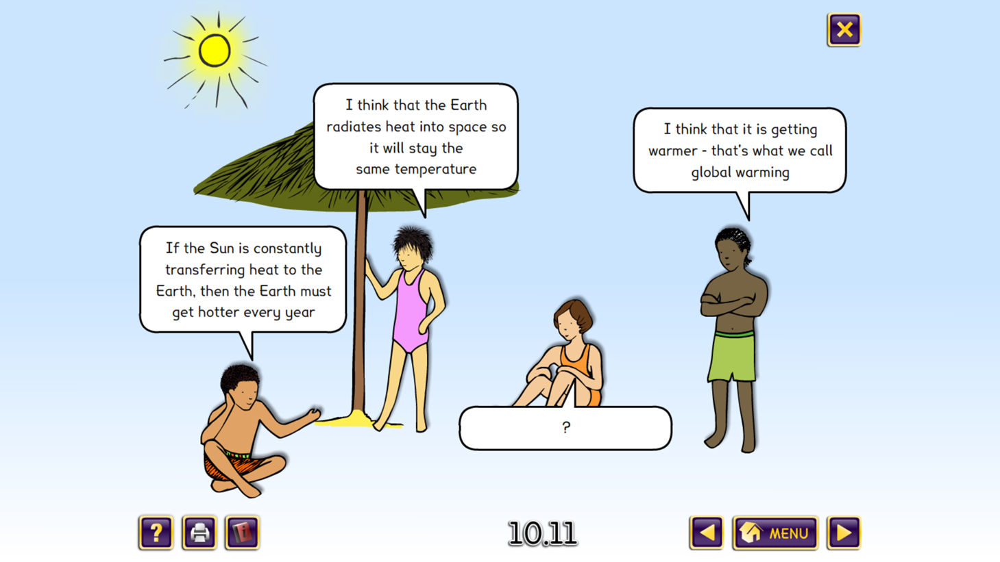 I think that the Earth
radiates heat into space so
it will stay the
same temperature
I think that it is getting
warmer - that's what we call
global warming
If the Sun is constantly
transferring heat to the
Earth, then the Earth must
get hotter every year
?
?
i
10.11
MENU